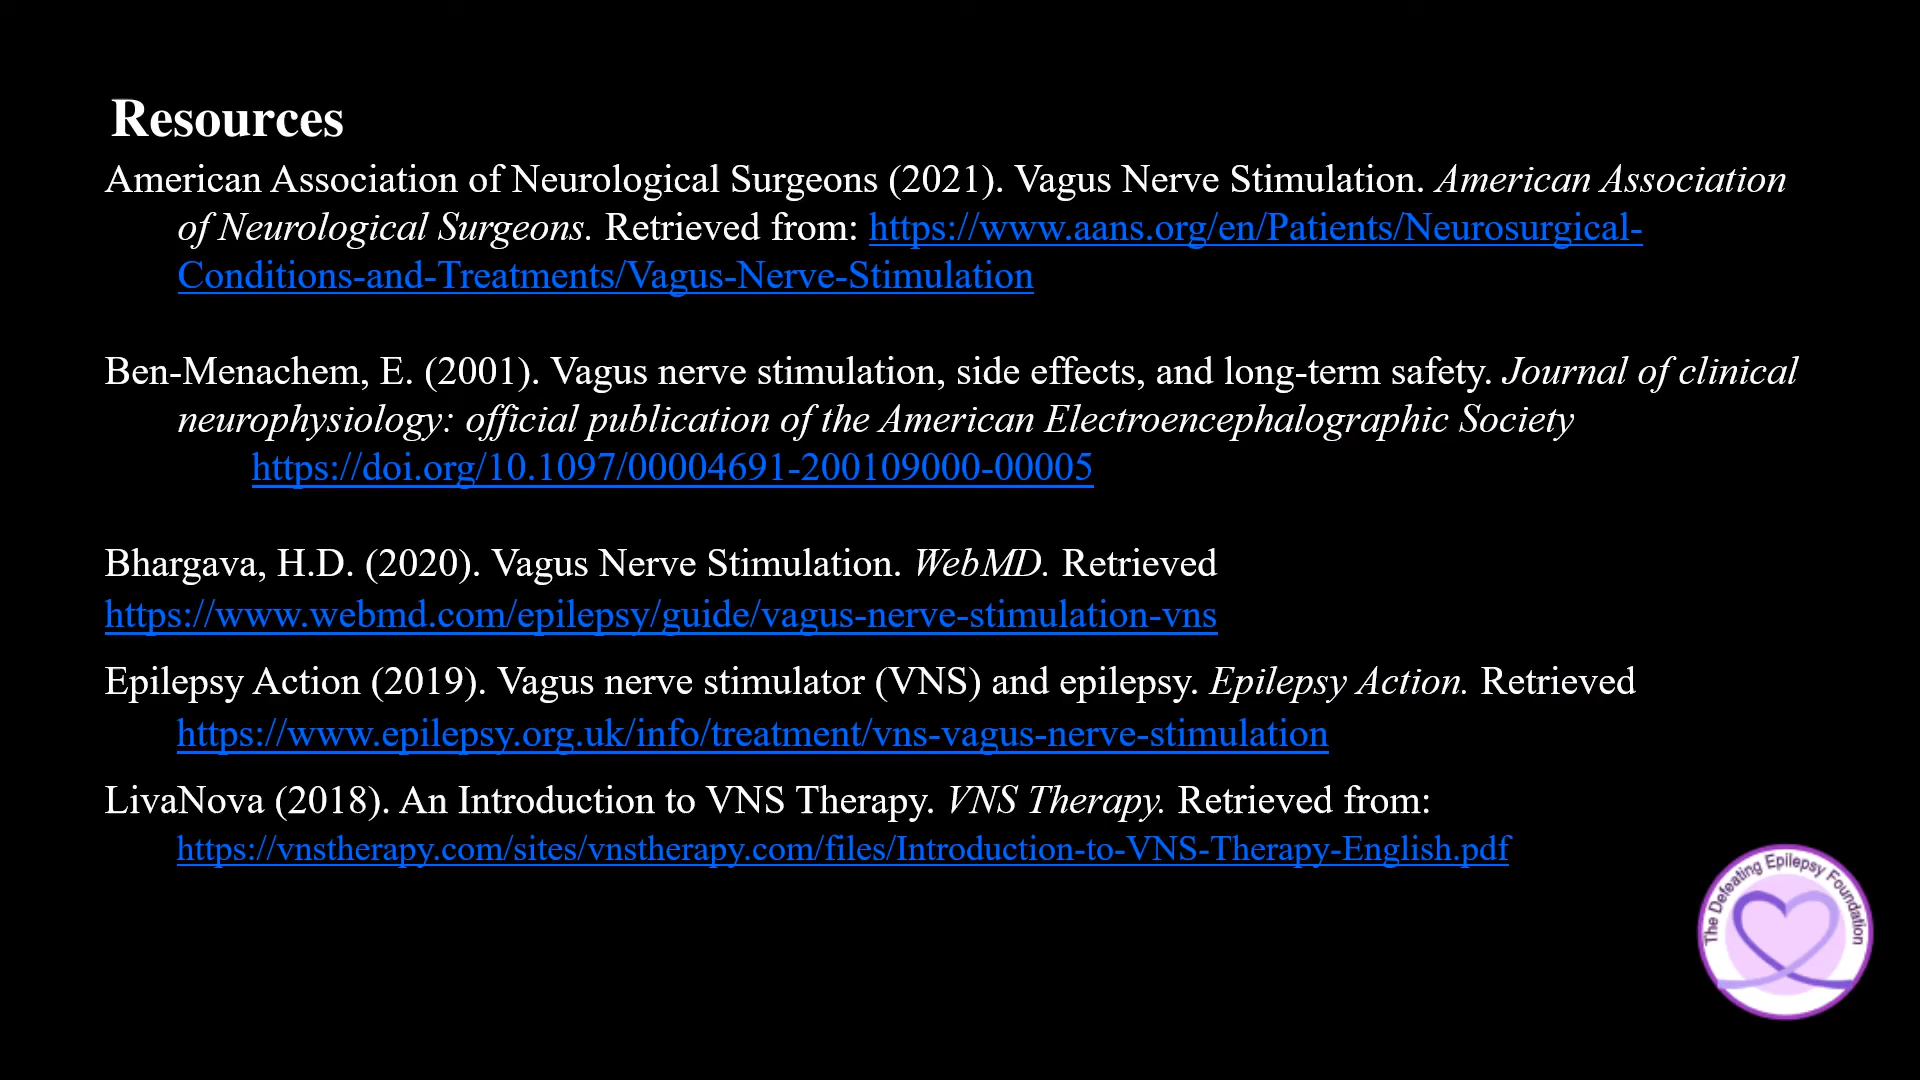 Resources
American Association of Neurological Surgeons (2021). Vagus Nerve Stimulation. American Association
of Neurological Surgeons. Retrieved from: https://www.aans.org/en/Patients/Neurosurgical-
Conditions-and-Treatments/Vagus-Nerve-Stimulation
Ben-Menachem, E. (2001). Vagus nerve stimulation, side effects, and long-term safety. Journal of clinical
neurophysiology: official publication of the American Electroencephalographic Society
https://doi.org/10.1097/00004691-200109000-00005
Bhargava, H.D. (2020). Vagus Nerve Stimulation. WebMD. Retrieved
https://www.webmd.com/epilepsy/guide/vagus-nerve-stimulation-vns
Epilepsy Action (2019). Vagus nerve stimulator (VNS) and epilepsy. Epilepsy Action. Retrieved
https://www.epilepsy.org.uk/info/treatment/vns-vagus-nerve-stimulation
LivaNova (2018). An Introduction to VNS Therapy. VNS Therapy. Retrieved from:
https://vnstherapy.com/sites/vnstherapy.com/files/Introduction-to-VNS-Therapy-English.pdf
The Defeating Epilepsy Foundation